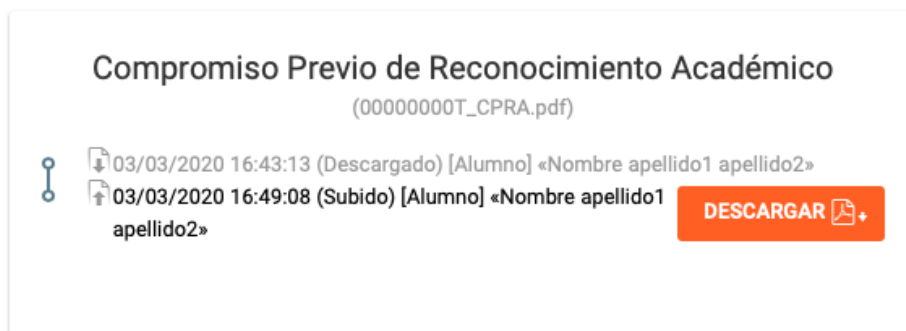 Compromiso Previo de Reconocimiento Académico
(00000000T_CPRA.pdf)
03/03/2020 16:43:13 (Descargado) [Alumno] «Nombre apellido1 apellido2»
03/03/2020 16:49:08 (Subido) [Alumno] «Nombre apellido1
apellido2»
DESCARGAR